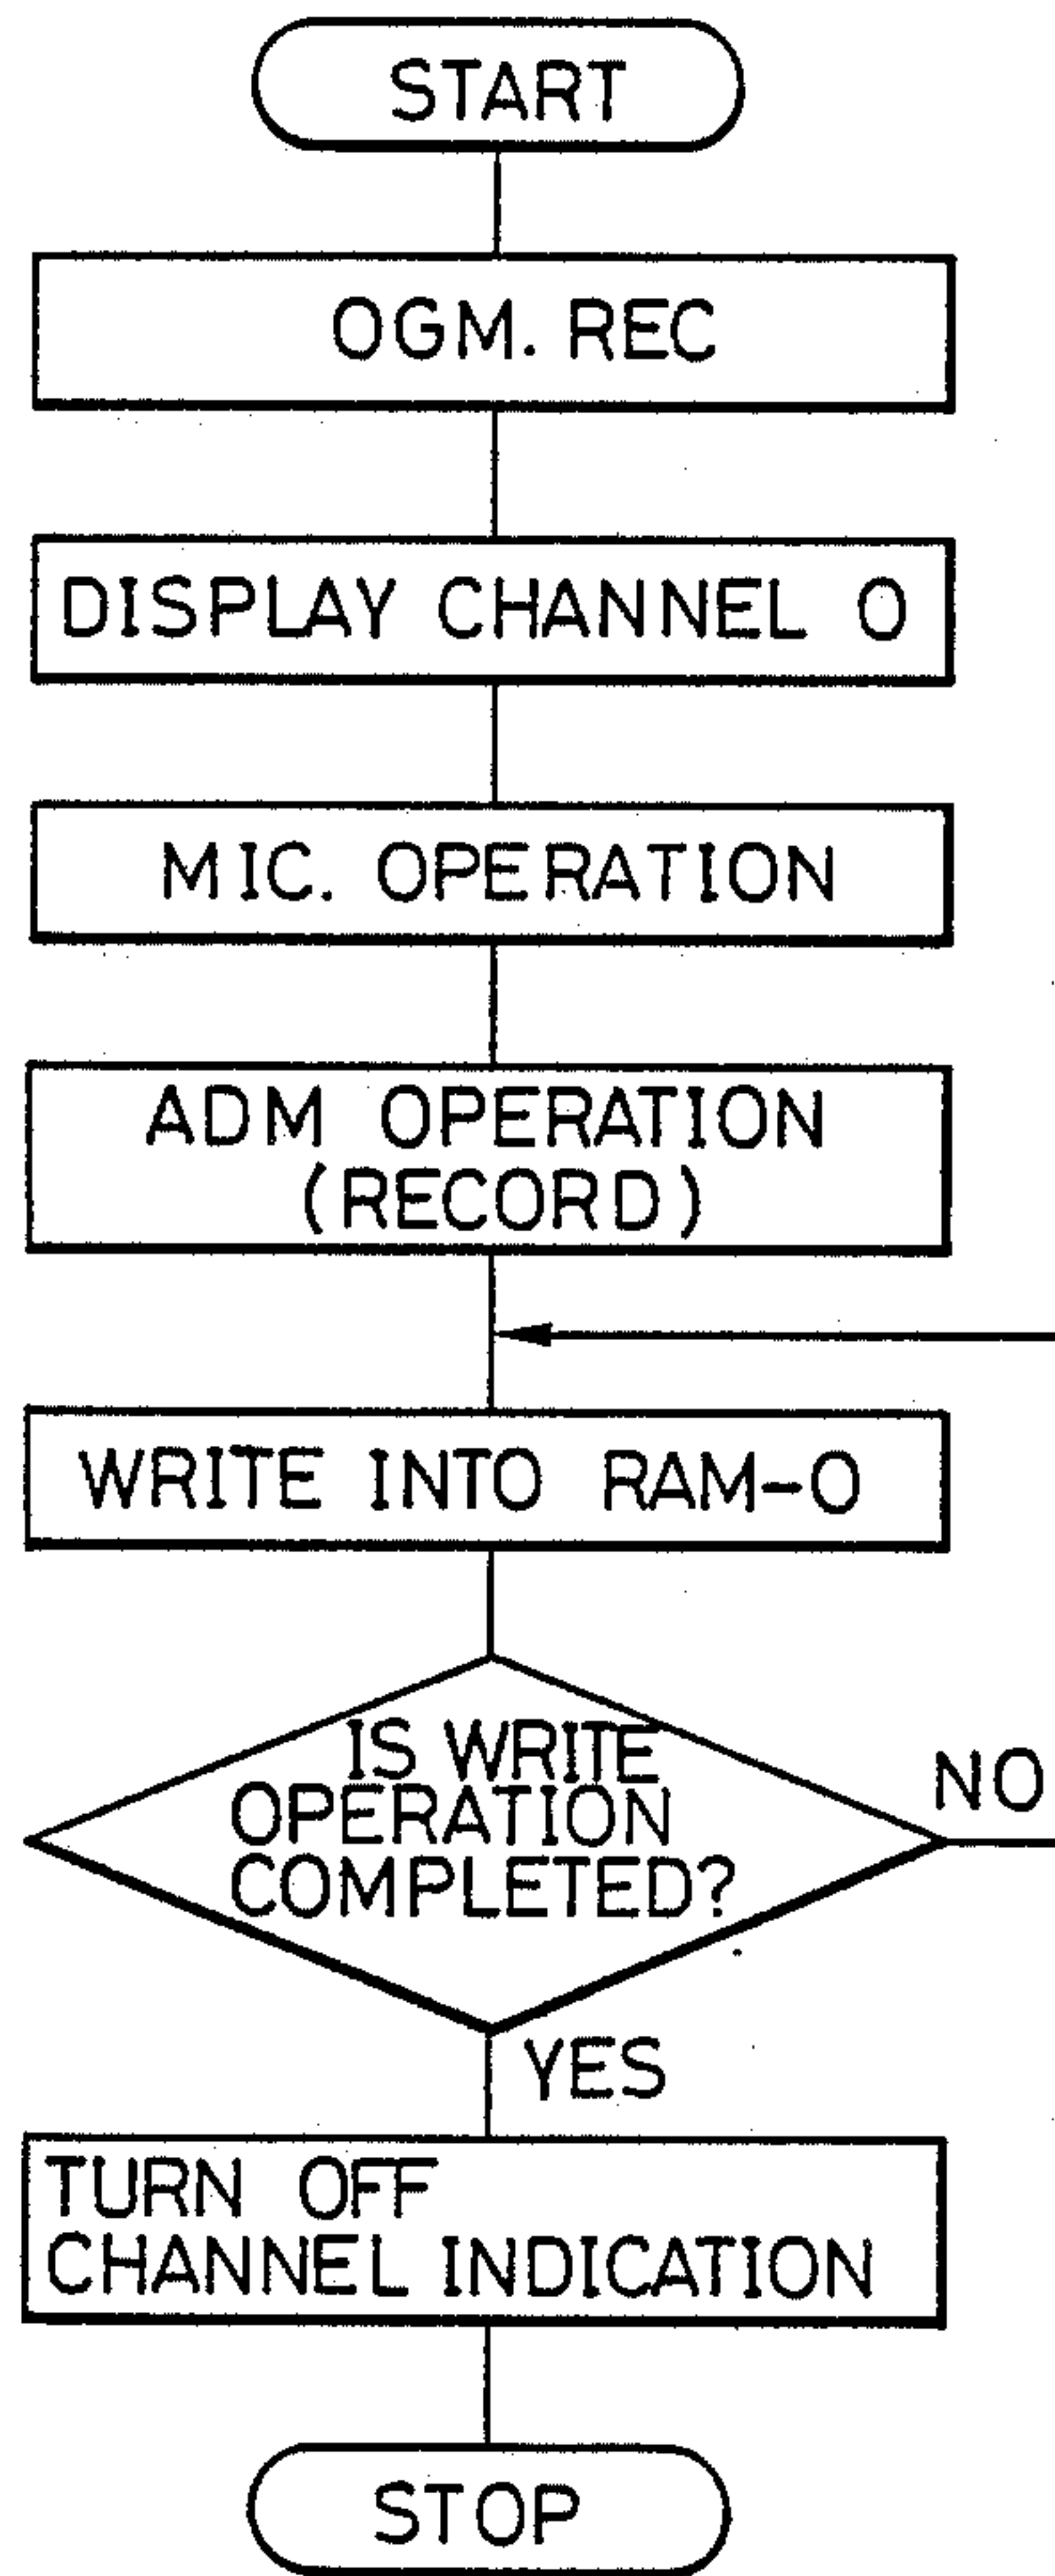 START
OGM. REC
DISPLAY CHANNEL 0
MIC. OPERATION
ADM OPERATION
(RECORD)
WRITE INTO RAM-0
IS WRITE
OPERATION
COMPLETED?
NO
YES
TURN OFF
CHANNEL INDICATION
STOP